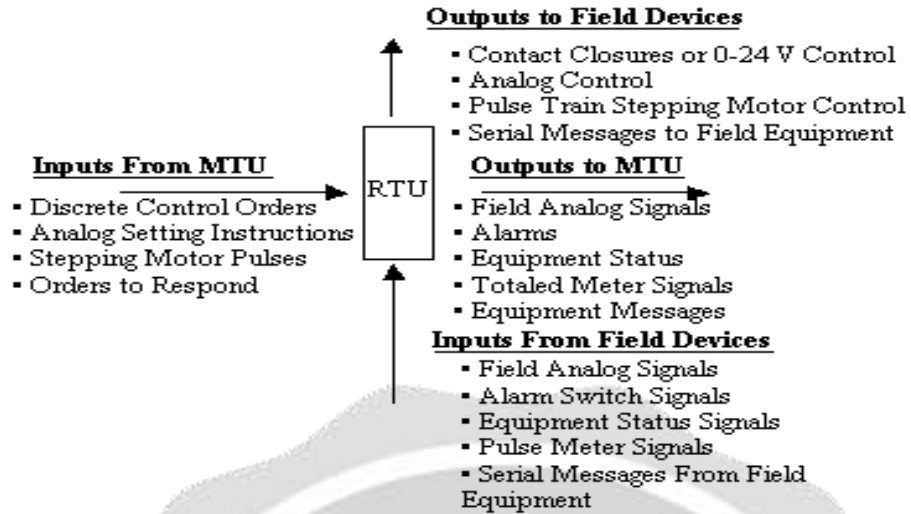 Outputs to Field Devices
▪ Contact Closures or 0-24 V Control
▪ Analog Control
▪ Pulse Train Stepping Motor Control
▪ Serial Messages to Field Equipment
Inputs From MTU
▪ Discrete Control Orders
▪ Analog Setting Instructions
▪ Stepping Motor Pulses
▪ Orders to Respond
RTU
Outputs to MTU
▪ Field Analog Signals
▪ Alarms
▪ Equipment Status
▪ Totaled Meter Signals
▪ Equipment Messages
Inputs From Field Devices
▪ Field Analog Signals
▪ Alarm Switch Signals
▪ Equipment Status Signals
▪ Pulse Meter Signals
▪ Serial Messages From Field
Equipment